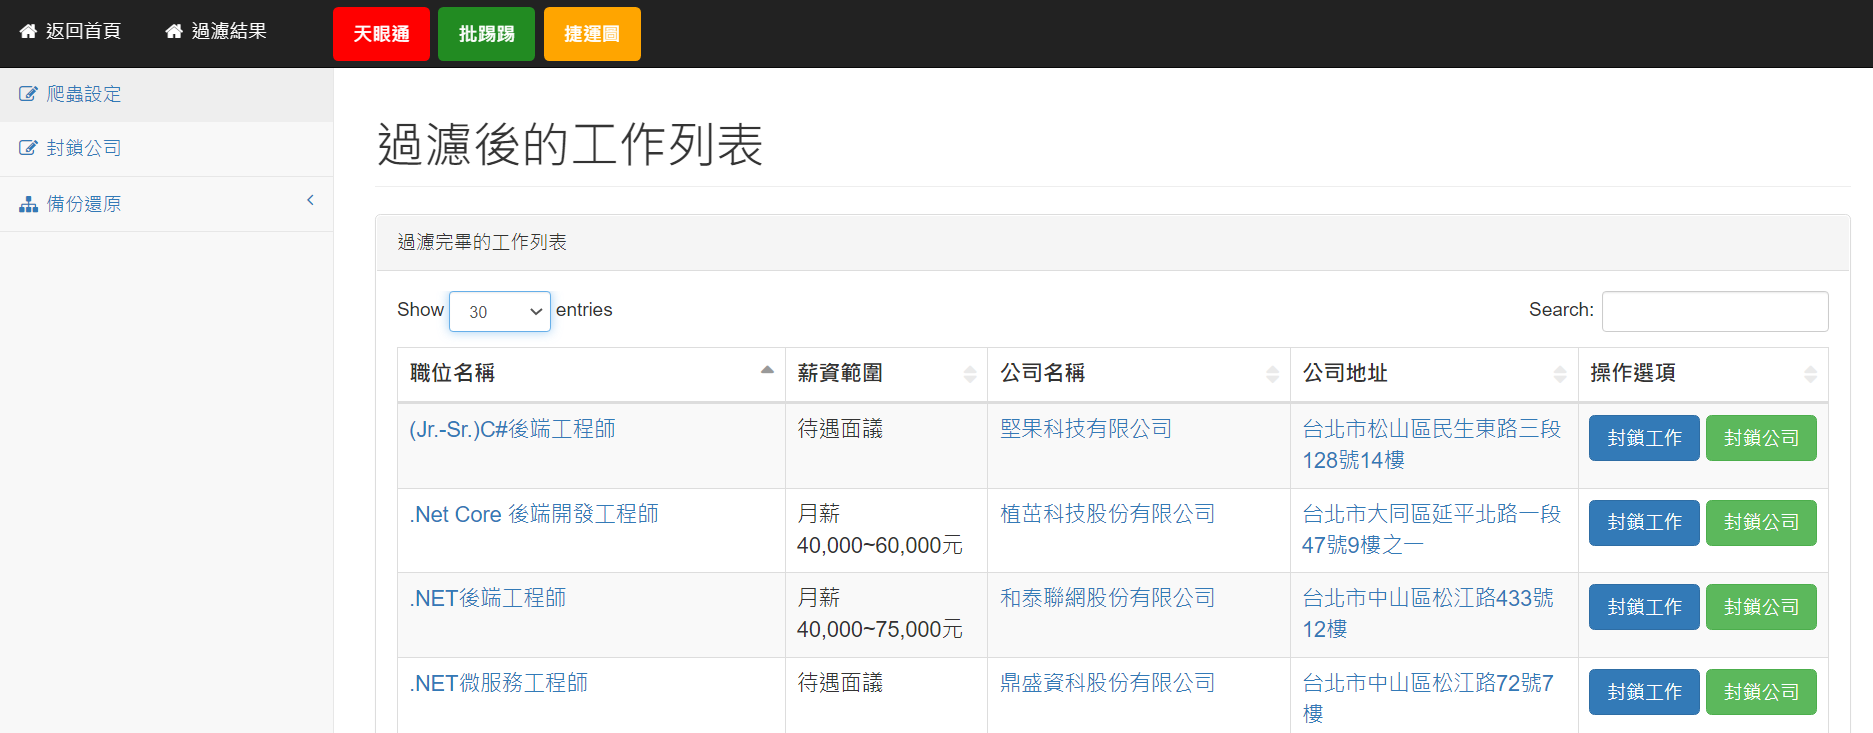 返回首頁 過濾結果 天眼通 批踢踢 捷運圖
爬蟲設定
封鎖公司
備份還原
過濾後的工作列表
過濾完畢的工作列表
Show 30 entries Search:
職位名稱 薪資範圍 公司名稱 公司地址 操作選項
(Jr.-Sr.)C#後端工程師 待遇面議 堅果科技有限公司 台北市松山區民生東路三段 封鎖工作 封鎖公司
128號14樓
.Net Core 後端開發工程師 月薪 植茁科技股份有限公司 台北市大同區延平北路一段 封鎖工作 封鎖公司
40,000~60,000元 47號9樓之一
.NET後端工程師 月薪 和泰聯網股份有限公司 台北市中山區松江路433號 封鎖工作 封鎖公司
40,000~75,000元 12樓
.NET微服務工程師 待遇面議 鼎盛資科股份有限公司 台北市中山區松江路72號7 封鎖工作 封鎖公司
樓